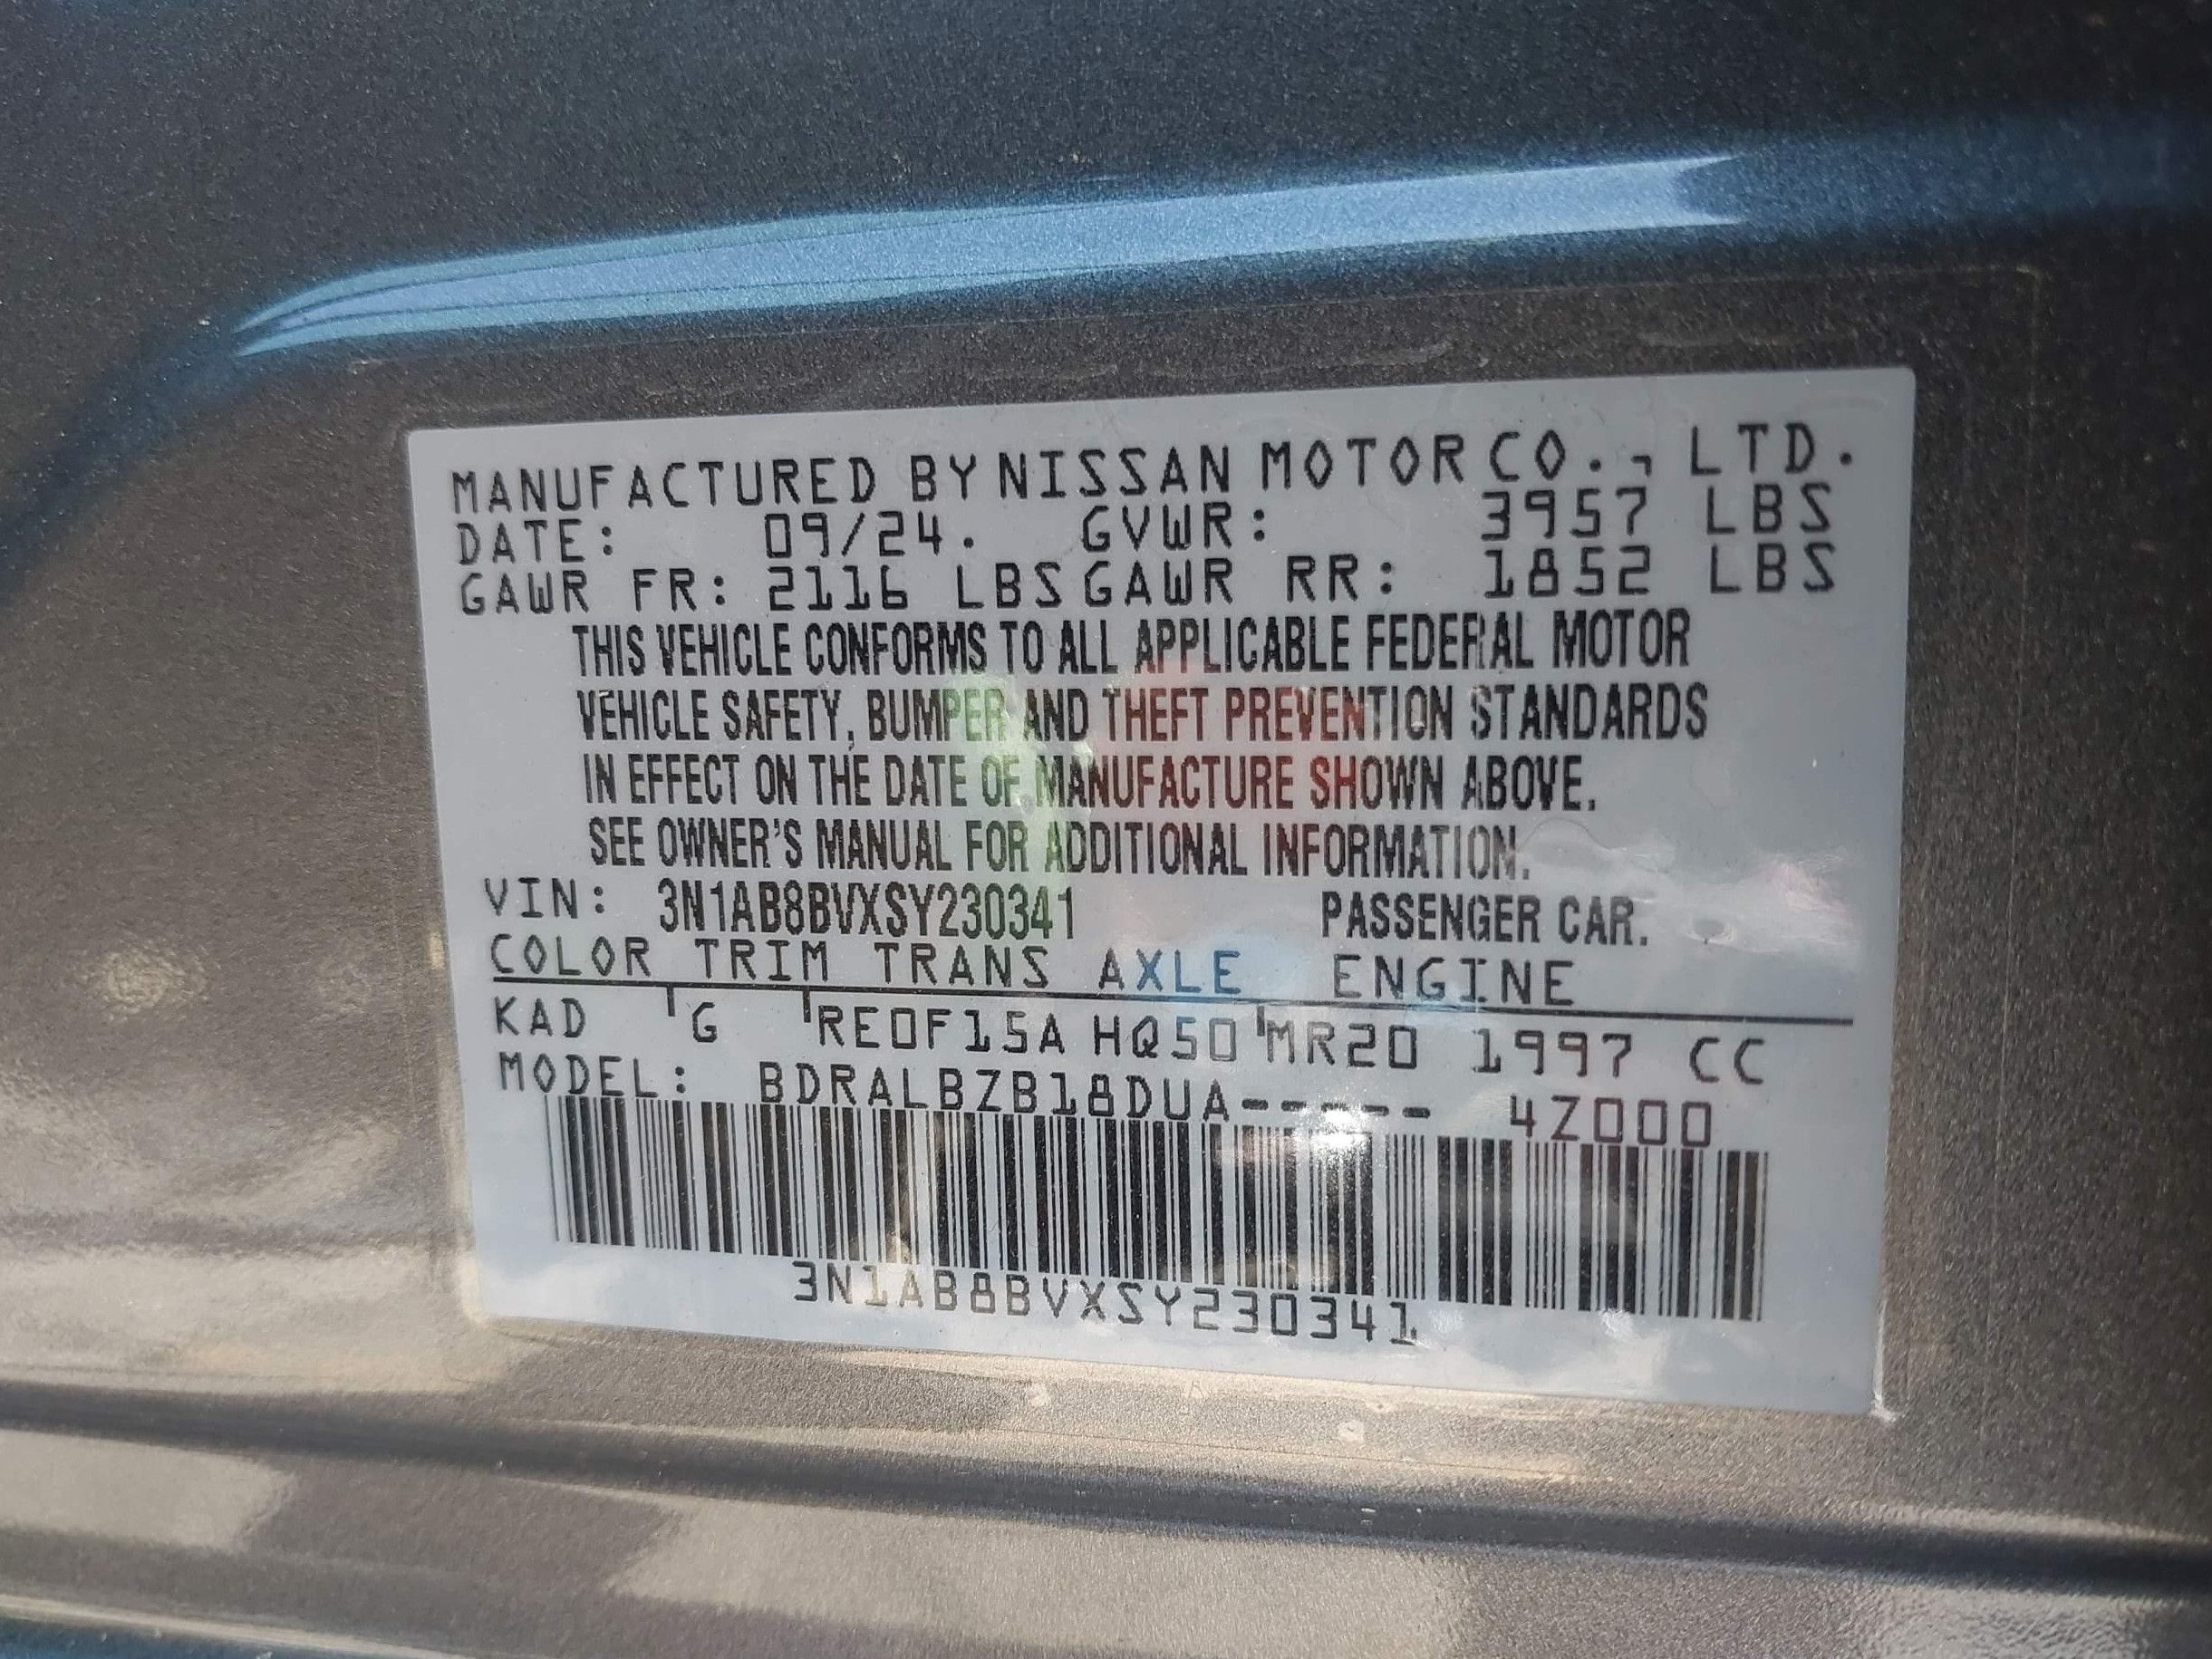 MANUFACTURED BY NISSAN MOTOR CO., LTD.
DATE: 09/24. GVWR: 3957 LBS
GAWR FR: 2116 LBS GAWR RR: 1852 LBS
THIS VEHICLE CONFORMS TO ALL APPLICABLE FEDERAL MOTOR
VEHICLE SAFETY, BUMPER AND THEFT PREVENTION STANDARDS
IN EFFECT ON THE DATE OF MANUFACTURE SHOWN ABOVE.
SEE OWNER'S MANUAL FOR ADDITIONAL INFORMATION.
VIN: 3N1AB8BVXSY230341 PASSENGER CAR.
COLOR TRIM TRANS AXLE ENGINE
KAD G RE0F15A HQ50 MR20 1997 CC
MODEL: BDRALBZB18DUA----- 4Z000
3N1AB8BVXSY230341